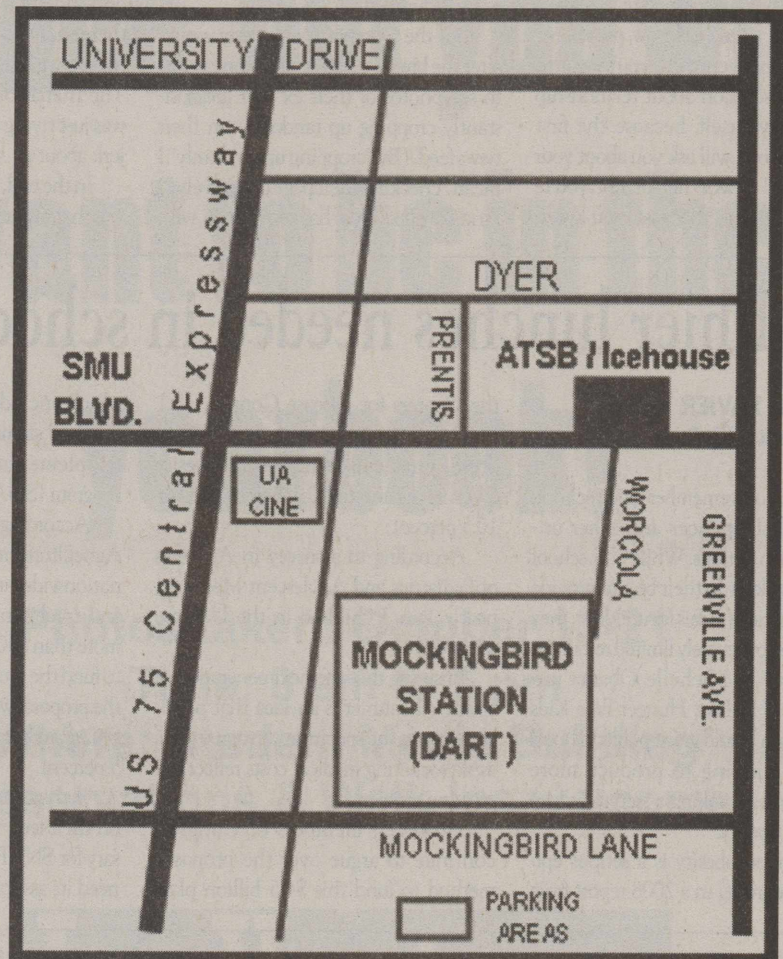 UNIVERSITY DRIVE
US 75 Central Expressway
DYER
PRENTIS
ATSB / Icehouse
SMU
BLVD.
UA
CINE
WORCOLA
GREENVILLE AVE.
MOCKINGBIRD
STATION
(DART)
MOCKINGBIRD LANE
PARKING
AREAS